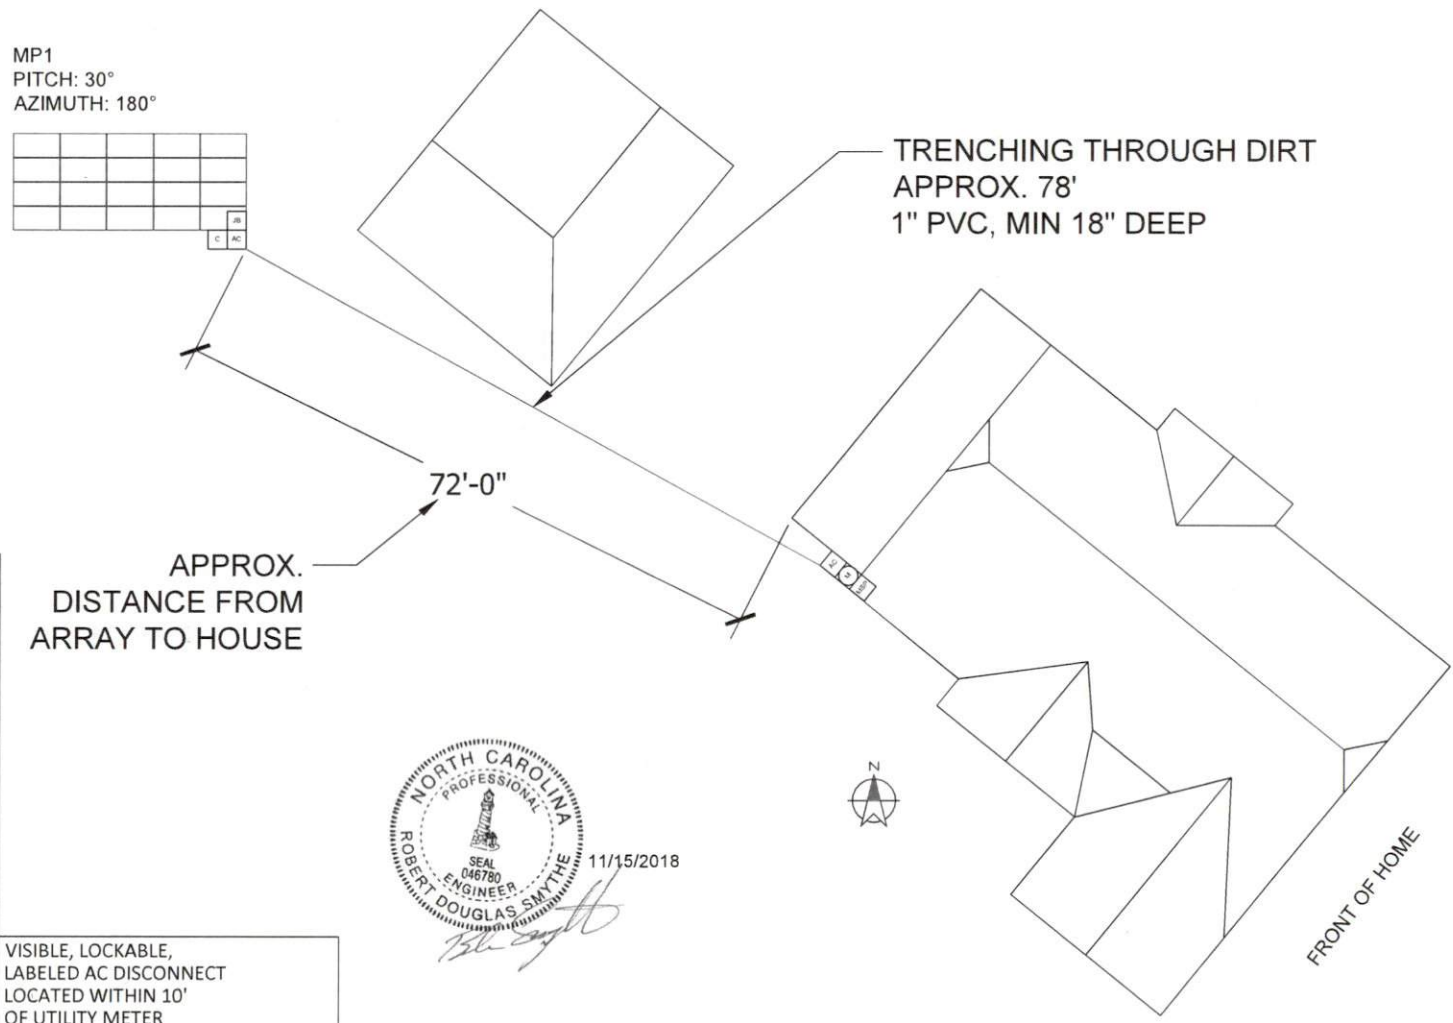 MP1
PITCH: 30°
AZIMUTH: 180°
JB
C AC
TRENCHING THROUGH DIRT
APPROX. 78'
1" PVC, MIN 18" DEEP
72'-0"
APPROX.
DISTANCE FROM
ARRAY TO HOUSE
AC M MBP
N
NORTH CAROLINA
PROFESSIONAL
SEAL
046780
ENGINEER
ROBERT DOUGLAS SMYTHE
11/15/2018
FRONT OF HOME
VISIBLE, LOCKABLE,
LABELED AC DISCONNECT
LOCATED WITHIN 10'
OF UTILITY METER